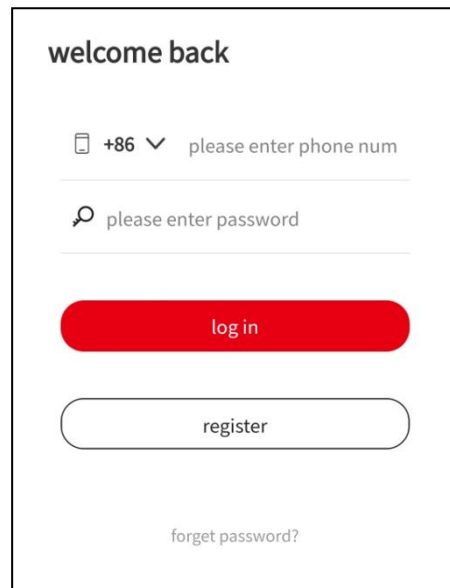 welcome back
+86 please enter phone num
please enter password
log in
register
forget password?